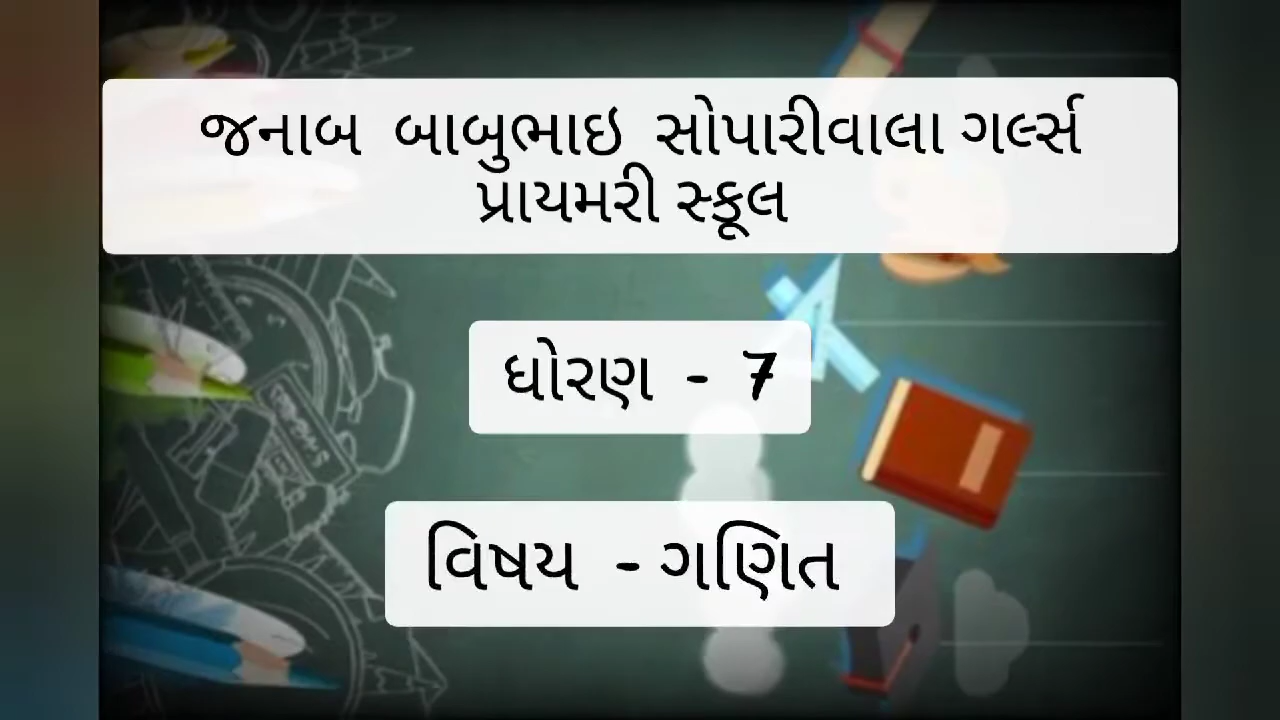 જનાબ બાબુભાઇ સોપારીવાલા ગર્લ્સ
પ્રાયમરી સ્કૂલ
ધોરણ - 7
વિષય - ગણિત